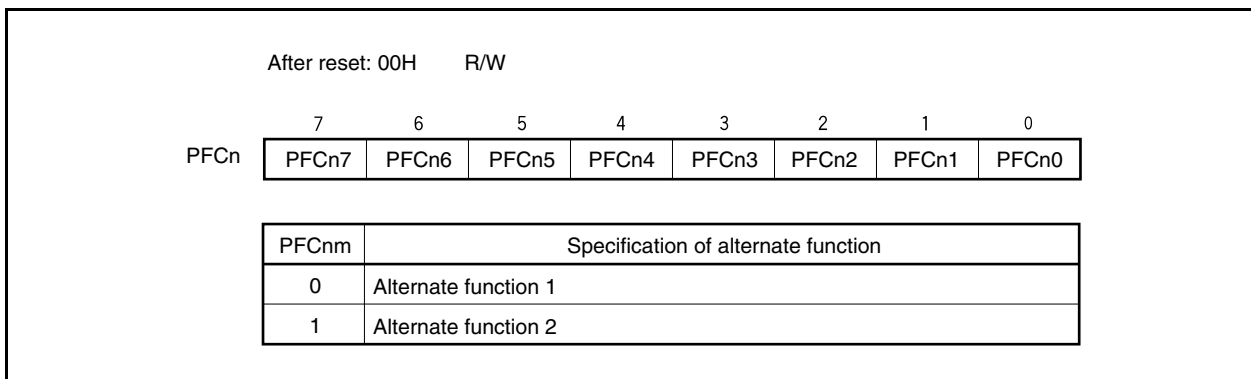 After reset: 00H R/W
7 6 5 4 3 2 1 0
PFCn PFCn7 PFCn6 PFCn5 PFCn4 PFCn3 PFCn2 PFCn1 PFCn0
PFCnm Specification of alternate function
0 Alternate function 1
1 Alternate function 2